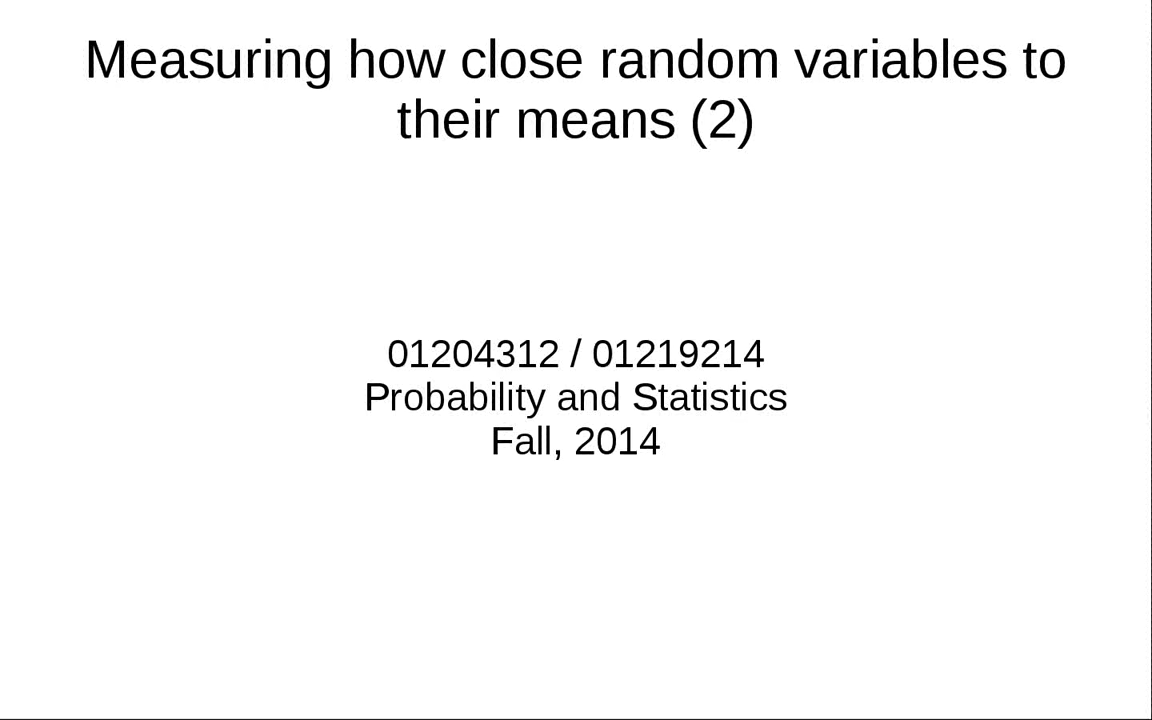 Measuring how close random variables to
their means (2)
01204312 / 01219214
Probability and Statistics
Fall, 2014